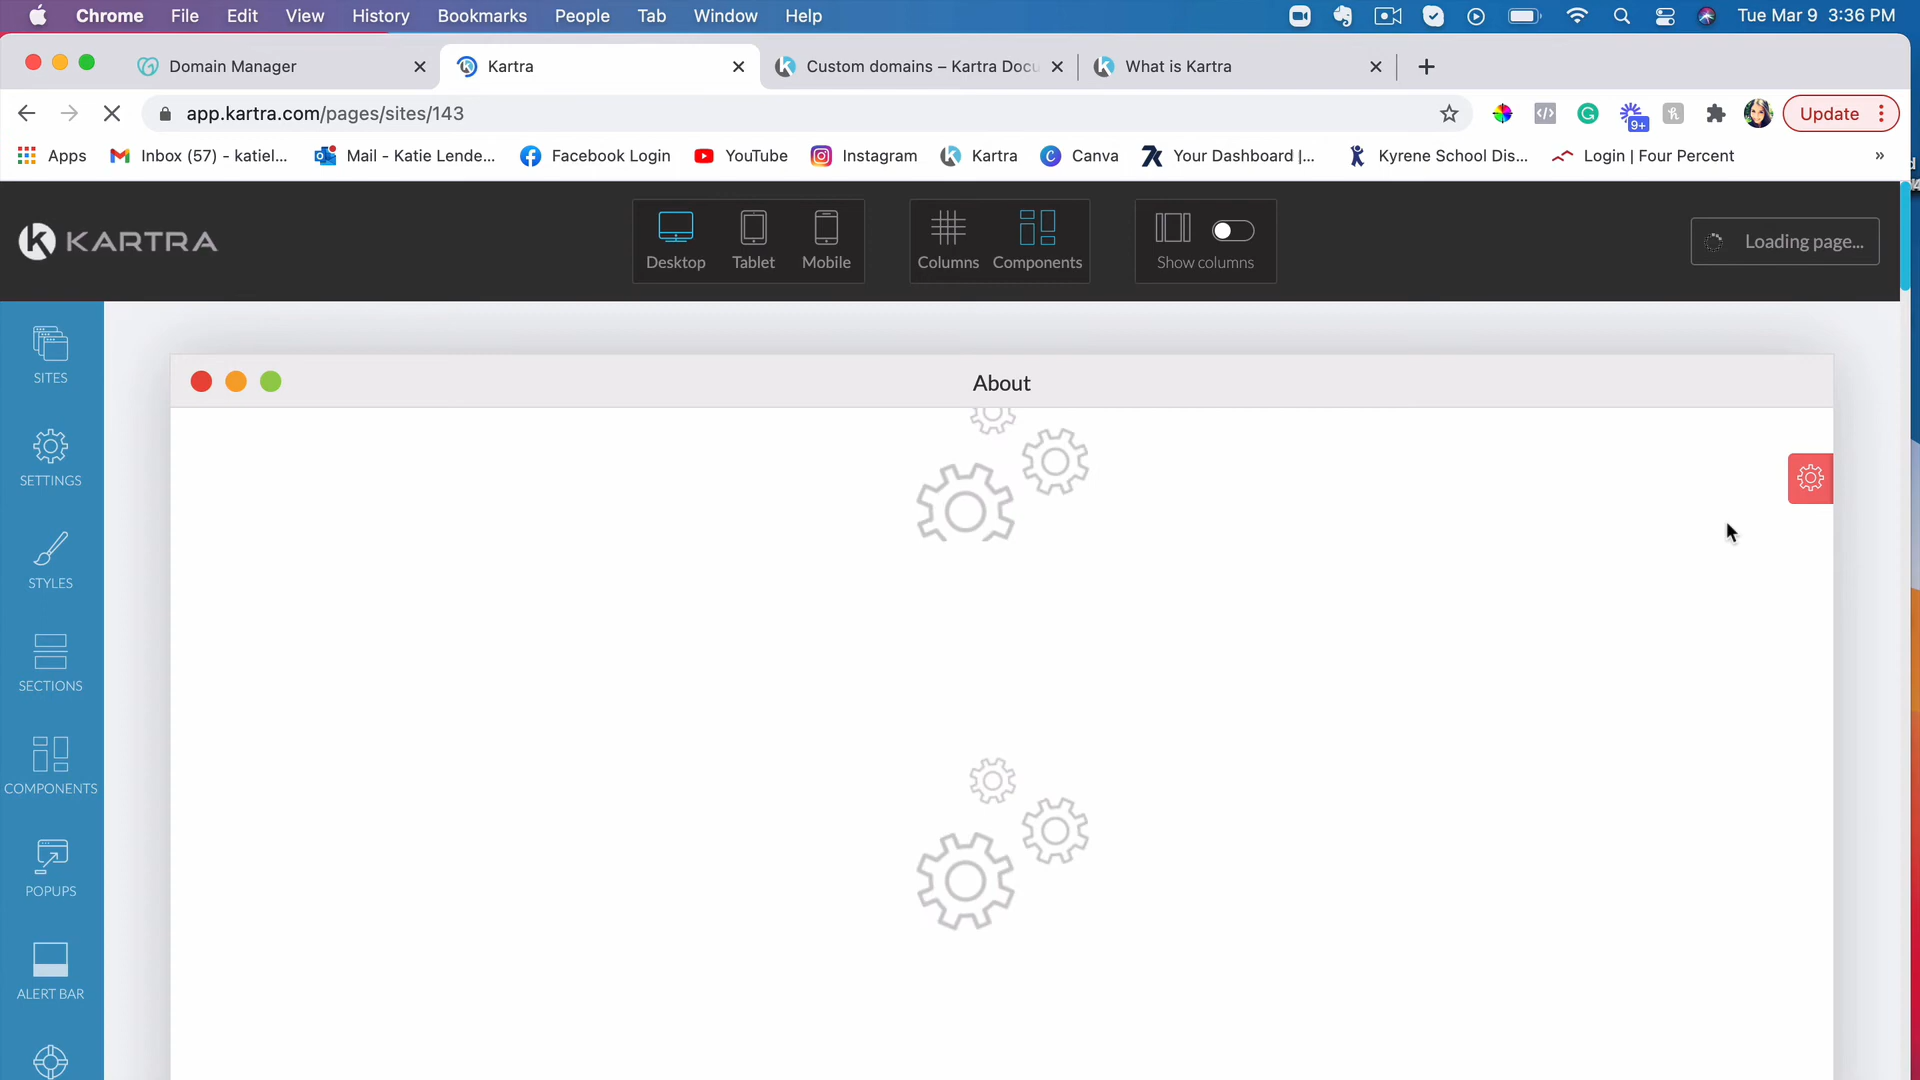 Chrome File Edit View History Bookmarks People Tab Window Help Tue Mar 9 3:36 PM
Domain Manager Kartra Custom domains – Kartra Docu What is Kartra
app.kartra.com/pages/sites/143 9+ Update
Apps Inbox (57) - katiel... Mail - Katie Lende... Facebook Login YouTube Instagram Kartra Canva Your Dashboard |... Kyrene School Dis... Login | Four Percent »
KARTRA
Desktop Tablet Mobile Columns Components Show columns Loading page...
SITES
SETTINGS
STYLES
SECTIONS
COMPONENTS
POPUPS
ALERT BAR
About